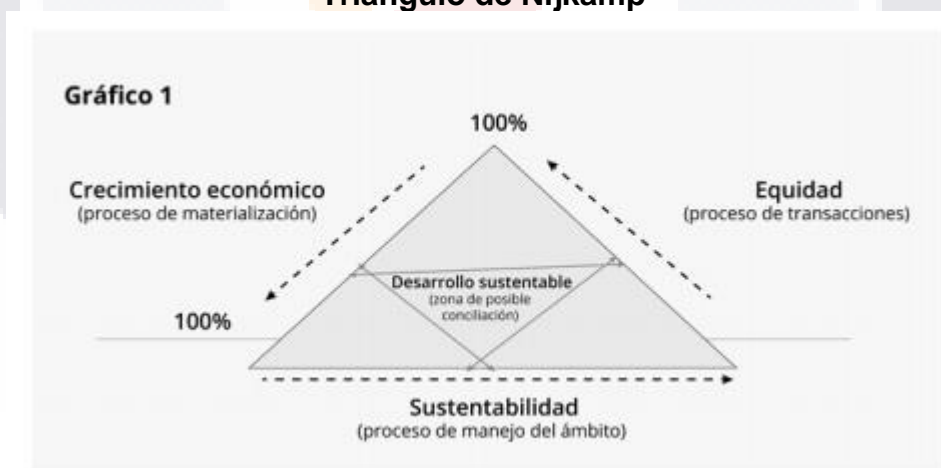 Triángulo de Nijkamp
Gráfico 1
100%
Crecimiento económico
(proceso de materialización)
Equidad
(proceso de transacciones)
Desarrollo sustentable
(zona de posible
conciliación)
100%
Sustentabilidad
(proceso de manejo del ámbito)